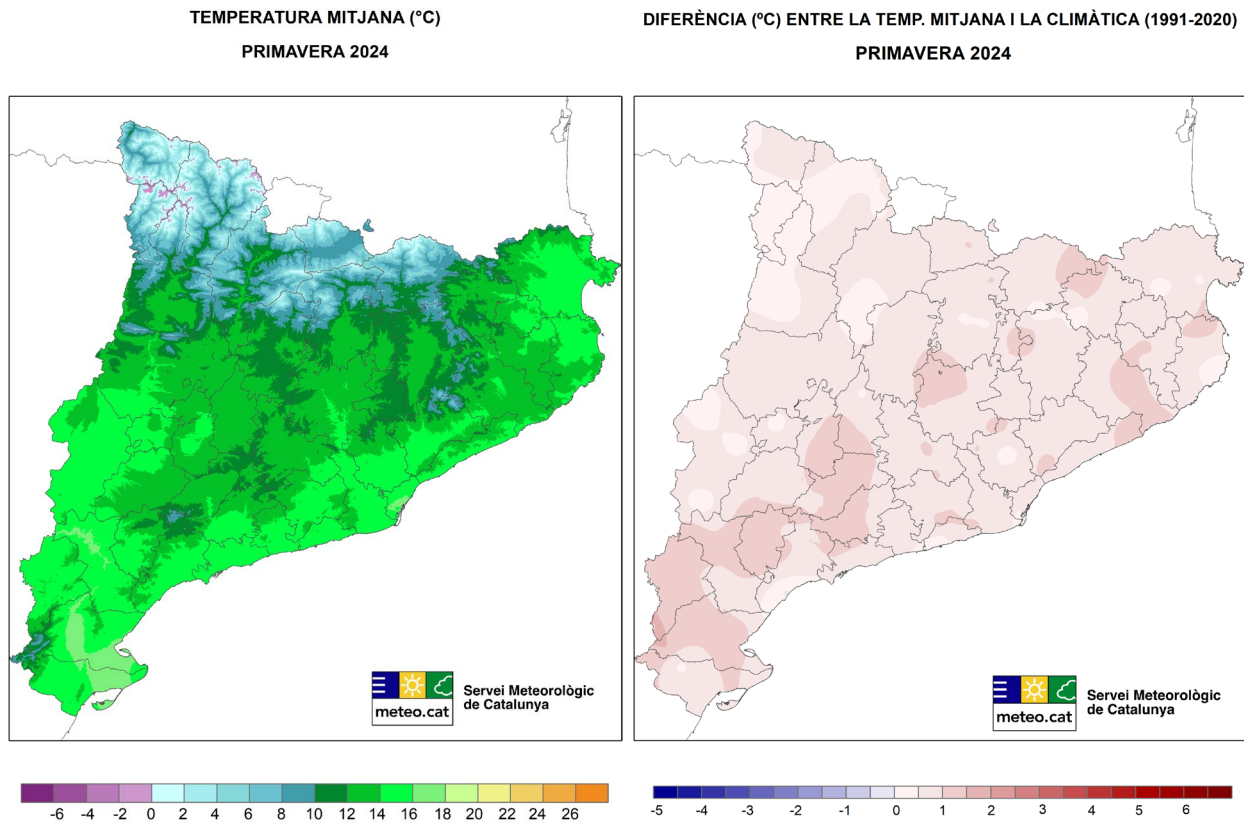 TEMPERATURA MITJANA (°C)
PRIMAVERA 2024
DIFERÈNCIA (ºC) ENTRE LA TEMP. MITJANA I LA CLIMÀTICA (1991-2020)
PRIMAVERA 2024
meteo.cat
Servei Meteorològic
de Catalunya
meteo.cat
Servei Meteorològic
de Catalunya
-6 -4 -2 0 2 4 6 8 10 12 14 16 18 20 22 24 26
-5 -4 -3 -2 -1 0 1 2 3 4 5 6